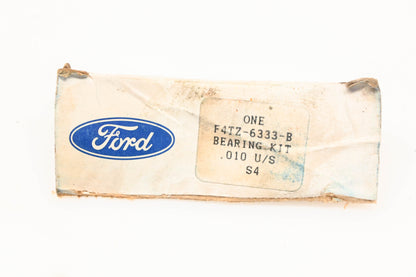 Ford
ONE
F4TZ-6333-B
BEARING KIT
.010 U/S
S4